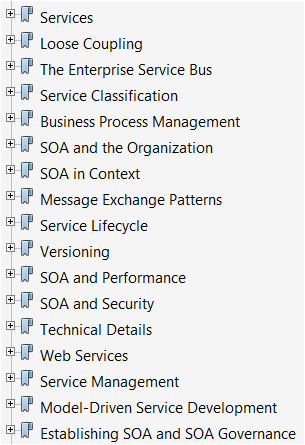 Services
Loose Coupling
The Enterprise Service Bus
Service Classification
Business Process Management
SOA and the Organization
SOA in Context
Message Exchange Patterns
Service Lifecycle
Versioning
SOA and Performance
SOA and Security
Technical Details
Web Services
Service Management
Model-Driven Service Development
Establishing SOA and SOA Governance